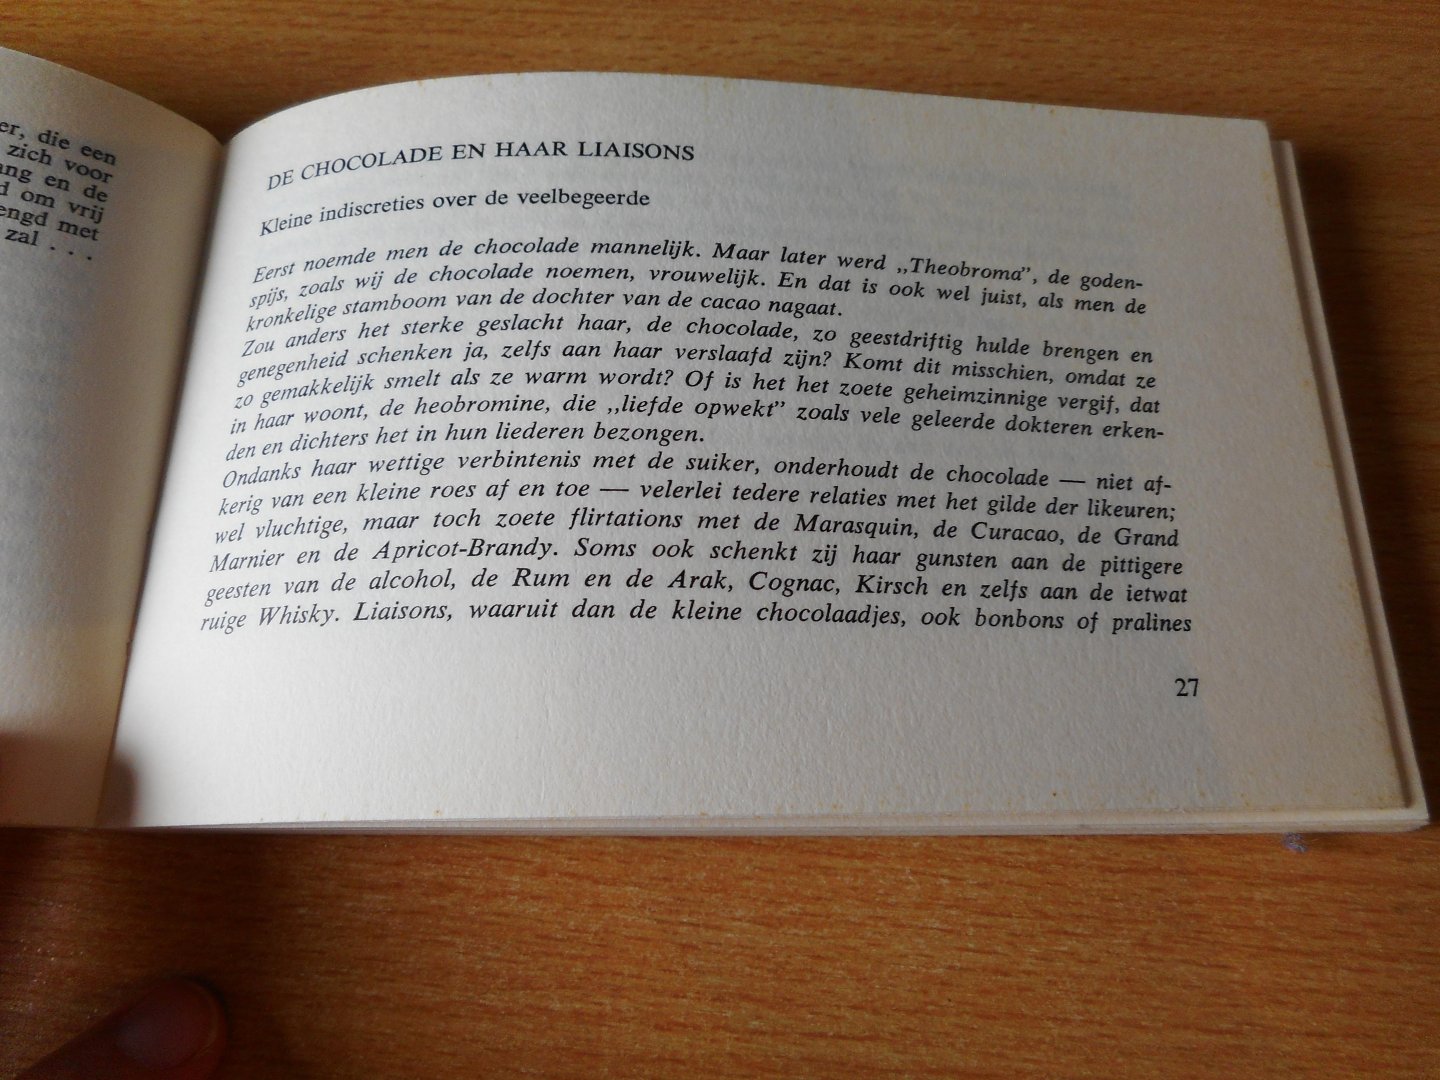 er, die een
zich voor
ang en de
d om vrij
engd met
zal . . .
DE CHOCOLADE EN HAAR LIAISONS
Kleine indiscreties over de veelbegeerde
Eerst noemde men de chocolade mannelijk. Maar later werd „Theobroma”, de goden-
spijs, zoals wij de chocolade noemen, vrouwelijk. En dat is ook wel juist, als men de
kronkelige stamboom van de dochter van de cacao nagaat.
Zou anders het sterke geslacht haar, de chocolade, zo geestdriftig hulde brengen en
genegenheid schenken ja, zelfs aan haar verslaafd zijn? Komt dit misschien, omdat ze
zo gemakkelijk smelt als ze warm wordt? Of is het het zoete geheimzinnige vergif, dat
in haar woont, de heobromine, die „liefde opwekt” zoals vele geleerde dokteren erken-
den en dichters het in hun liederen bezongen.
Ondanks haar wettige verbintenis met de suiker, onderhoudt de chocolade — niet af-
kerig van een kleine roes af en toe — velerlei tedere relaties met het gilde der likeuren;
wel vluchtige, maar toch zoete flirtations met de Marasquin, de Curacao, de Grand
Marnier en de Apricot-Brandy. Soms ook schenkt zij haar gunsten aan de pittigere
geesten van de alcohol, de Rum en de Arak, Cognac, Kirsch en zelfs aan de ietwat
ruige Whisky. Liaisons, waaruit dan de kleine chocolaadjes, ook bonbons of pralines
27